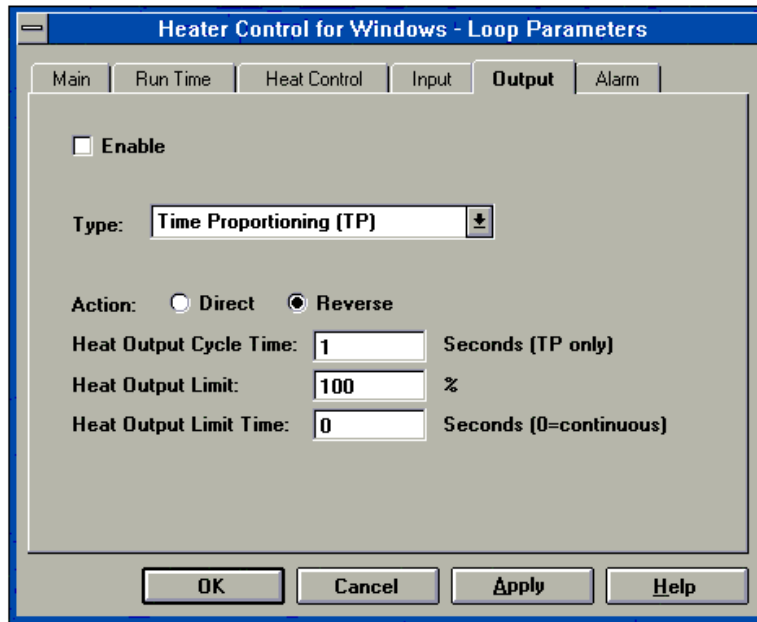 Heater Control for Windows - Loop Parameters
Main Run Time Heat Control Input Output Alarm
Enable
Type: Time Proportioning (TP)
Action: Direct Reverse
Heat Output Cycle Time: 1 Seconds (TP only)
Heat Output Limit: 100 %
Heat Output Limit Time: 0 Seconds (0=continuous)
OK Cancel Apply Help